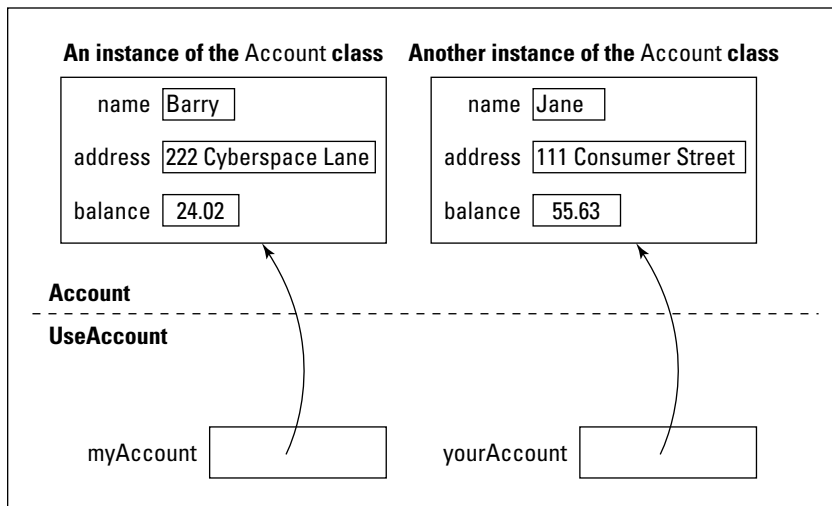 An instance of the Account class
Another instance of the Account class
name Barry
address 222 Cyberspace Lane
balance 24.02
name Jane
address 111 Consumer Street
balance 55.63
Account
UseAccount
myAccount
yourAccount